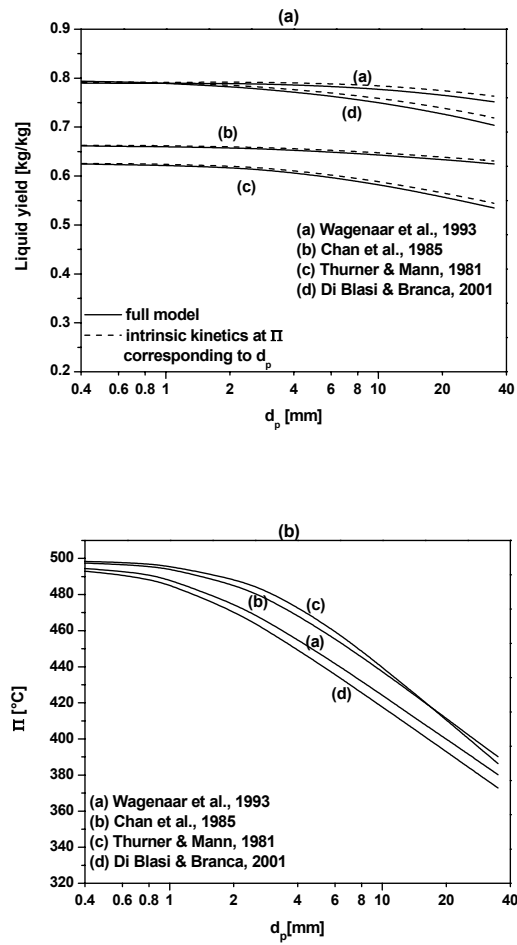 (a)
0.9
0.8
0.7
0.6
0.5
0.4
0.3
0.2
Liquid yield [kg/kg]
(a)
(d)
(b)
(c)
(a) Wagenaar et al., 1993
(b) Chan et al., 1985
(c) Thurner & Mann, 1981
(d) Di Blasi & Branca, 2001
full model
intrinsic kinetics at Π
corresponding to dp
0.4 0.6 0.8 1 2 4 6 8 10 20 40
dp [mm]
(b)
500
480
460
440
420
400
380
360
340
320
Π [°C]
(c)
(b)
(a)
(d)
(a) Wagenaar et al., 1993
(b) Chan et al., 1985
(c) Thurner & Mann, 1981
(d) Di Blasi & Branca, 2001
0.4 0.6 0.8 1 2 4 6 8 10 20 40
dp[mm]